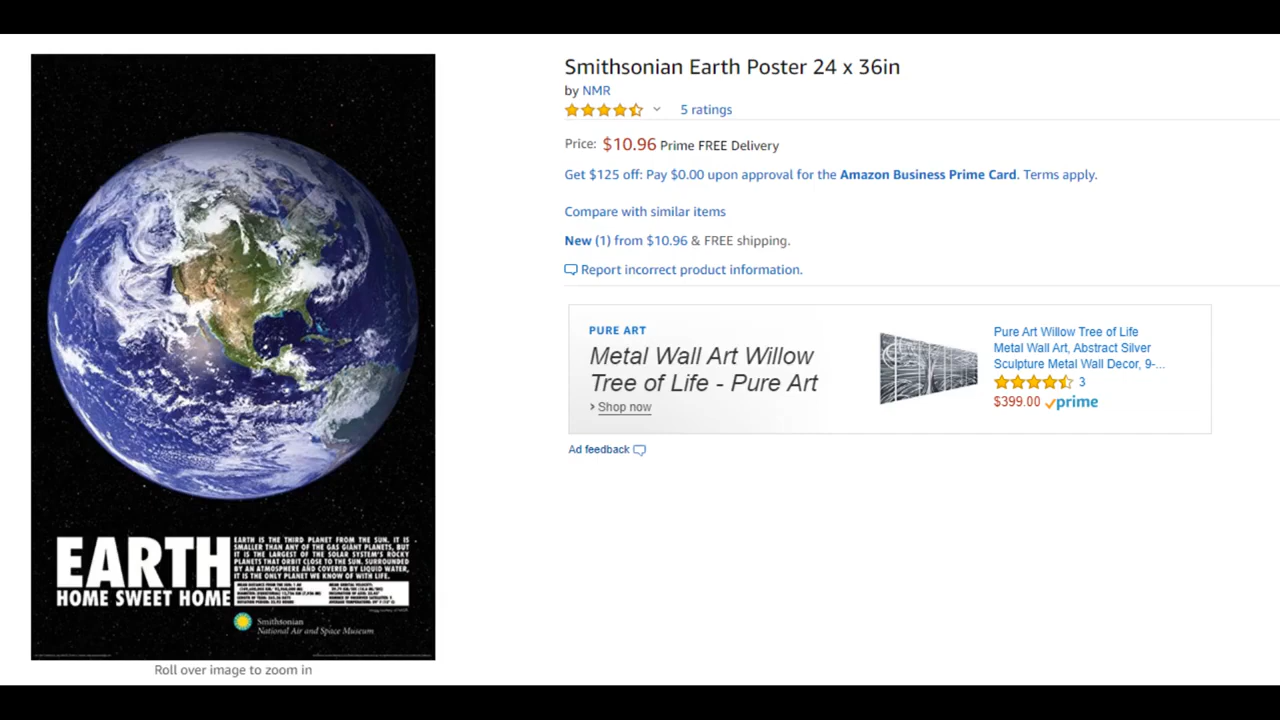 Smithsonian Earth Poster 24 x 36in
by NMR
5 ratings
Price: $10.96 Prime FREE Delivery
Get $125 off: Pay $0.00 upon approval for the Amazon Business Prime Card. Terms apply.
Compare with similar items
New (1) from $10.96 & FREE shipping.
Report incorrect product information.
PURE ART
Metal Wall Art Willow
Tree of Life - Pure Art
› Shop now
Pure Art Willow Tree of Life
Metal Wall Art, Abstract Silver
Sculpture Metal Wall Decor, 9-...
3
$399.00 prime
Ad feedback
EARTH
HOME SWEET HOME
EARTH IS THE THIRD PLANET FROM THE SUN. IT IS
SMALLER THAN ANY OF THE GAS GIANT PLANETS, BUT
IT IS THE LARGEST OF THE SOLAR SYSTEM'S ROCKY
PLANETS THAT ORBIT CLOSE TO THE SUN. SURROUNDED
BY AN ATMOSPHERE AND COVERED BY LIQUID WATER,
IT IS THE ONLY PLANET WE KNOW OF WITH LIFE.
Smithsonian
National Air and Space Museum
Roll over image to zoom in